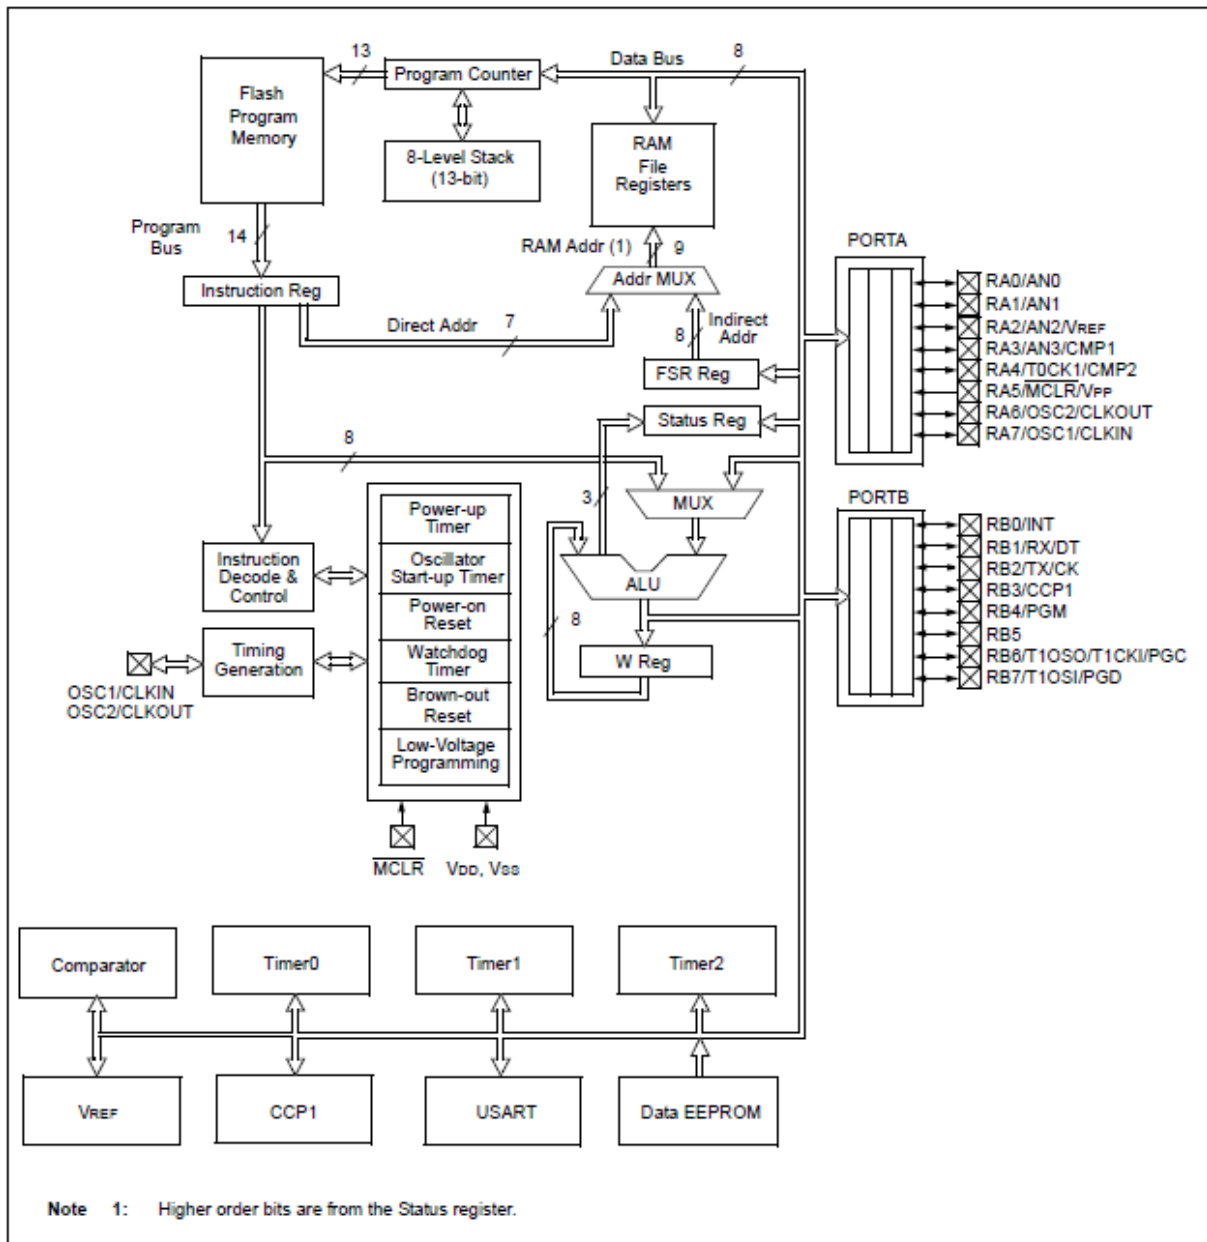 13
Data Bus
8
Flash
Program
Memory
Program Counter
8-Level Stack
(13-bit)
RAM
File
Registers
Program
Bus
14
RAM Addr (1)
9
Addr MUX
Instruction Reg
Direct Addr
7
8
Indirect
Addr
FSR Reg
Status Reg
8
3
MUX
ALU
8
W Reg
Instruction
Decode &
Control
Timing
Generation
OSC1/CLKIN
OSC2/CLKOUT
Power-up
Timer
Oscillator
Start-up Timer
Power-on
Reset
Watchdog
Timer
Brown-out
Reset
Low-Voltage
Programming
MCLR
VDD, VSS
PORTA
RA0/AN0
RA1/AN1
RA2/AN2/VREF
RA3/AN3/CMP1
RA4/T0CK1/CMP2
RA5/MCLR/VPP
RA6/OSC2/CLKOUT
RA7/OSC1/CLKIN
PORTB
RB0/INT
RB1/RX/DT
RB2/TX/CK
RB3/CCP1
RB4/PGM
RB5
RB6/T1OSO/T1CKI/PGC
RB7/T1OSI/PGD
Comparator
Timer0
Timer1
Timer2
VREF
CCP1
USART
Data EEPROM
Note 1: Higher order bits are from the Status register.